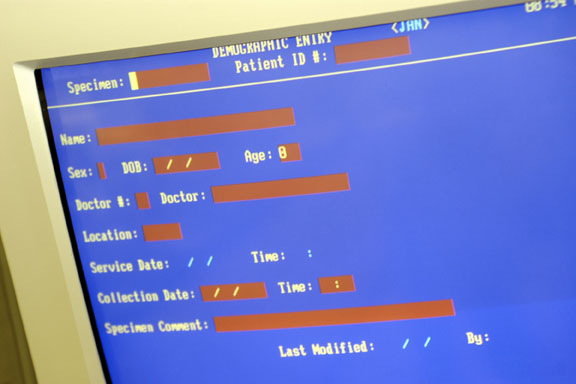 <JAN>
DEMOGRAPHIC ENTRY
Specimen: Patient ID #:
Name:
Sex: DOB: / / Age: 0
Doctor #: Doctor:
Location:
Service Date: / / Time: :
Collection Date: / / Time: :
Specimen Comment:
Last Modified: / / By: